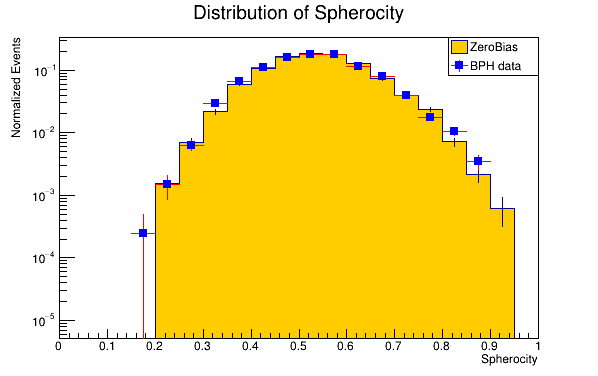 Distribution of Spherocity
Normalized Events
ZeroBias
BPH data
10⁻¹
10⁻²
10⁻³
10⁻⁴
10⁻⁵
0 0.1 0.2 0.3 0.4 0.5 0.6 0.7 0.8 0.9 1
Spherocity